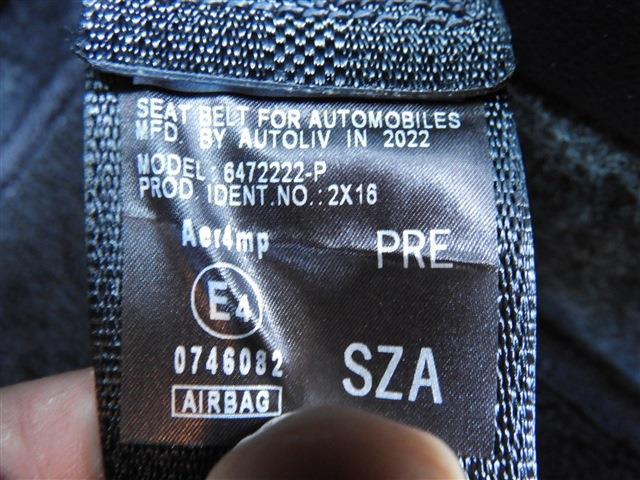 SEAT BELT FOR AUTOMOBILES
MFD. BY AUTOLIV IN 2022
MODEL: 6472222-P
PROD IDENT.NO.: 2X16
Aer4mp PRE
E4
0746082 SZA
AIRBAG